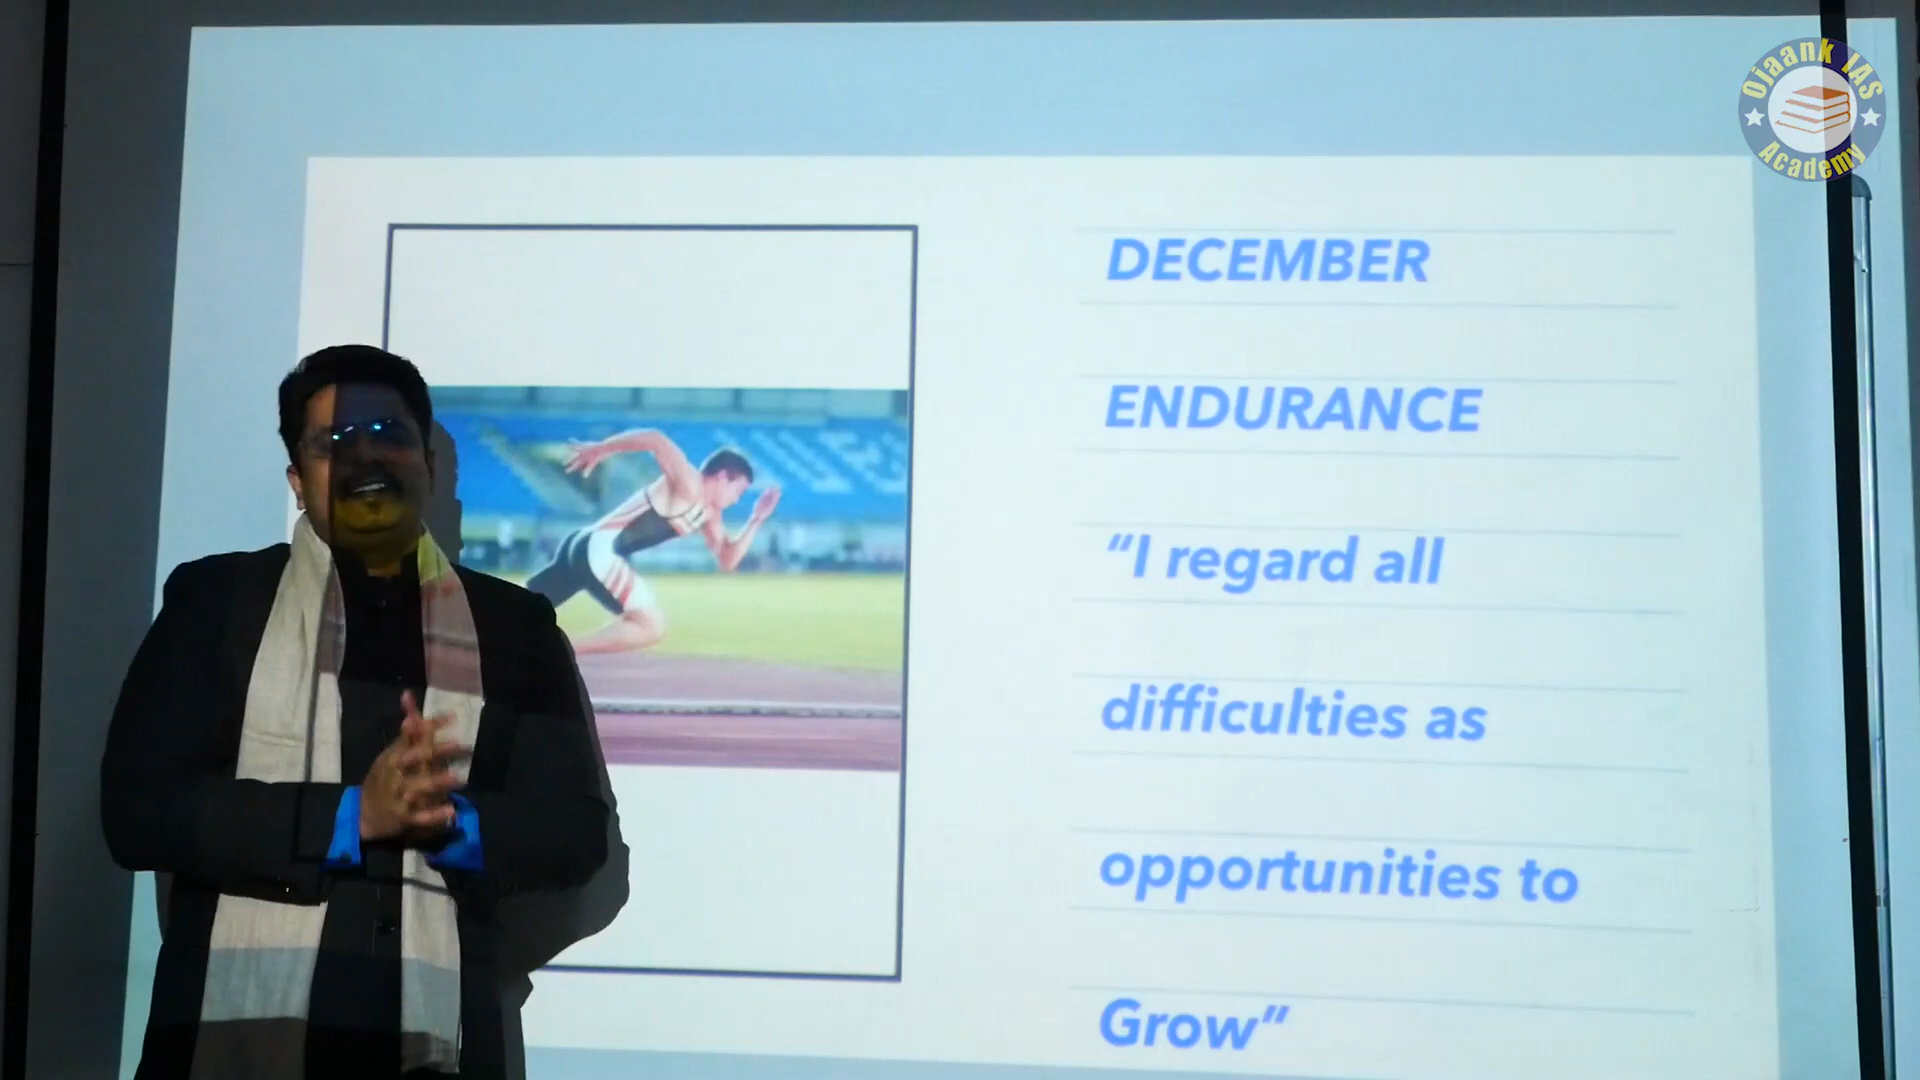 Ojaank IAS
Academy
DECEMBER
ENDURANCE
“I regard all
difficulties as
opportunities to
Grow”